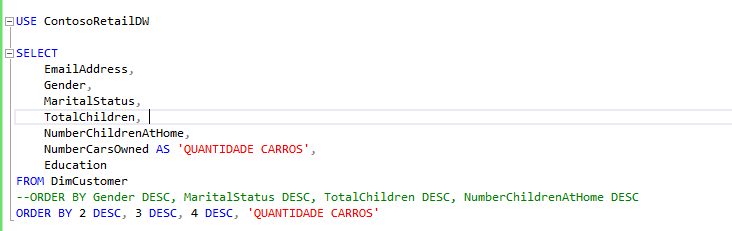 USE ContosoRetailDW
SELECT
EmailAddress,
Gender,
MaritalStatus,
TotalChildren,
NumberChildrenAtHome,
NumberCarsOwned AS 'QUANTIDADE CARROS',
Education
FROM DimCustomer
--ORDER BY Gender DESC, MaritalStatus DESC, TotalChildren DESC, NumberChildrenAtHome DESC
ORDER BY 2 DESC, 3 DESC, 4 DESC, 'QUANTIDADE CARROS'